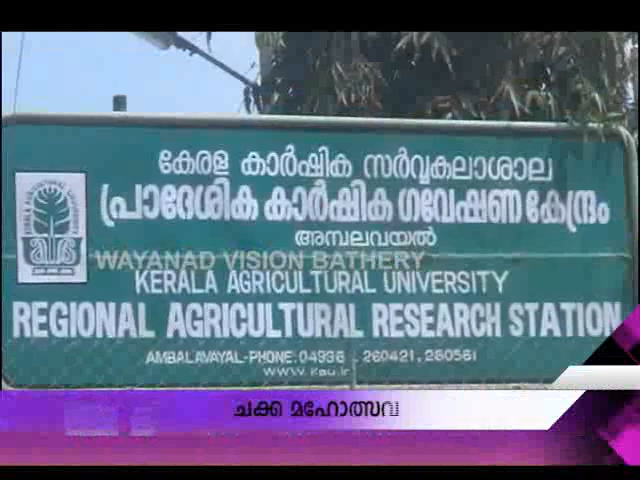 കേരള കാർഷിക സർവ്വകലാശാല
പ്രാദേശിക കാർഷിക ഗവേഷണ കേന്ദ്രം
അമ്പലവയൽ
WAYANAD VISION BATHERY
KERALA AGRICULTURAL UNIVERSITY
REGIONAL AGRICULTURAL RESEARCH STATION
AMBALAVAYAL-PHONE.04936 . 260421, 260561
www.kau.in
ചക്ക മഹോത്സവ